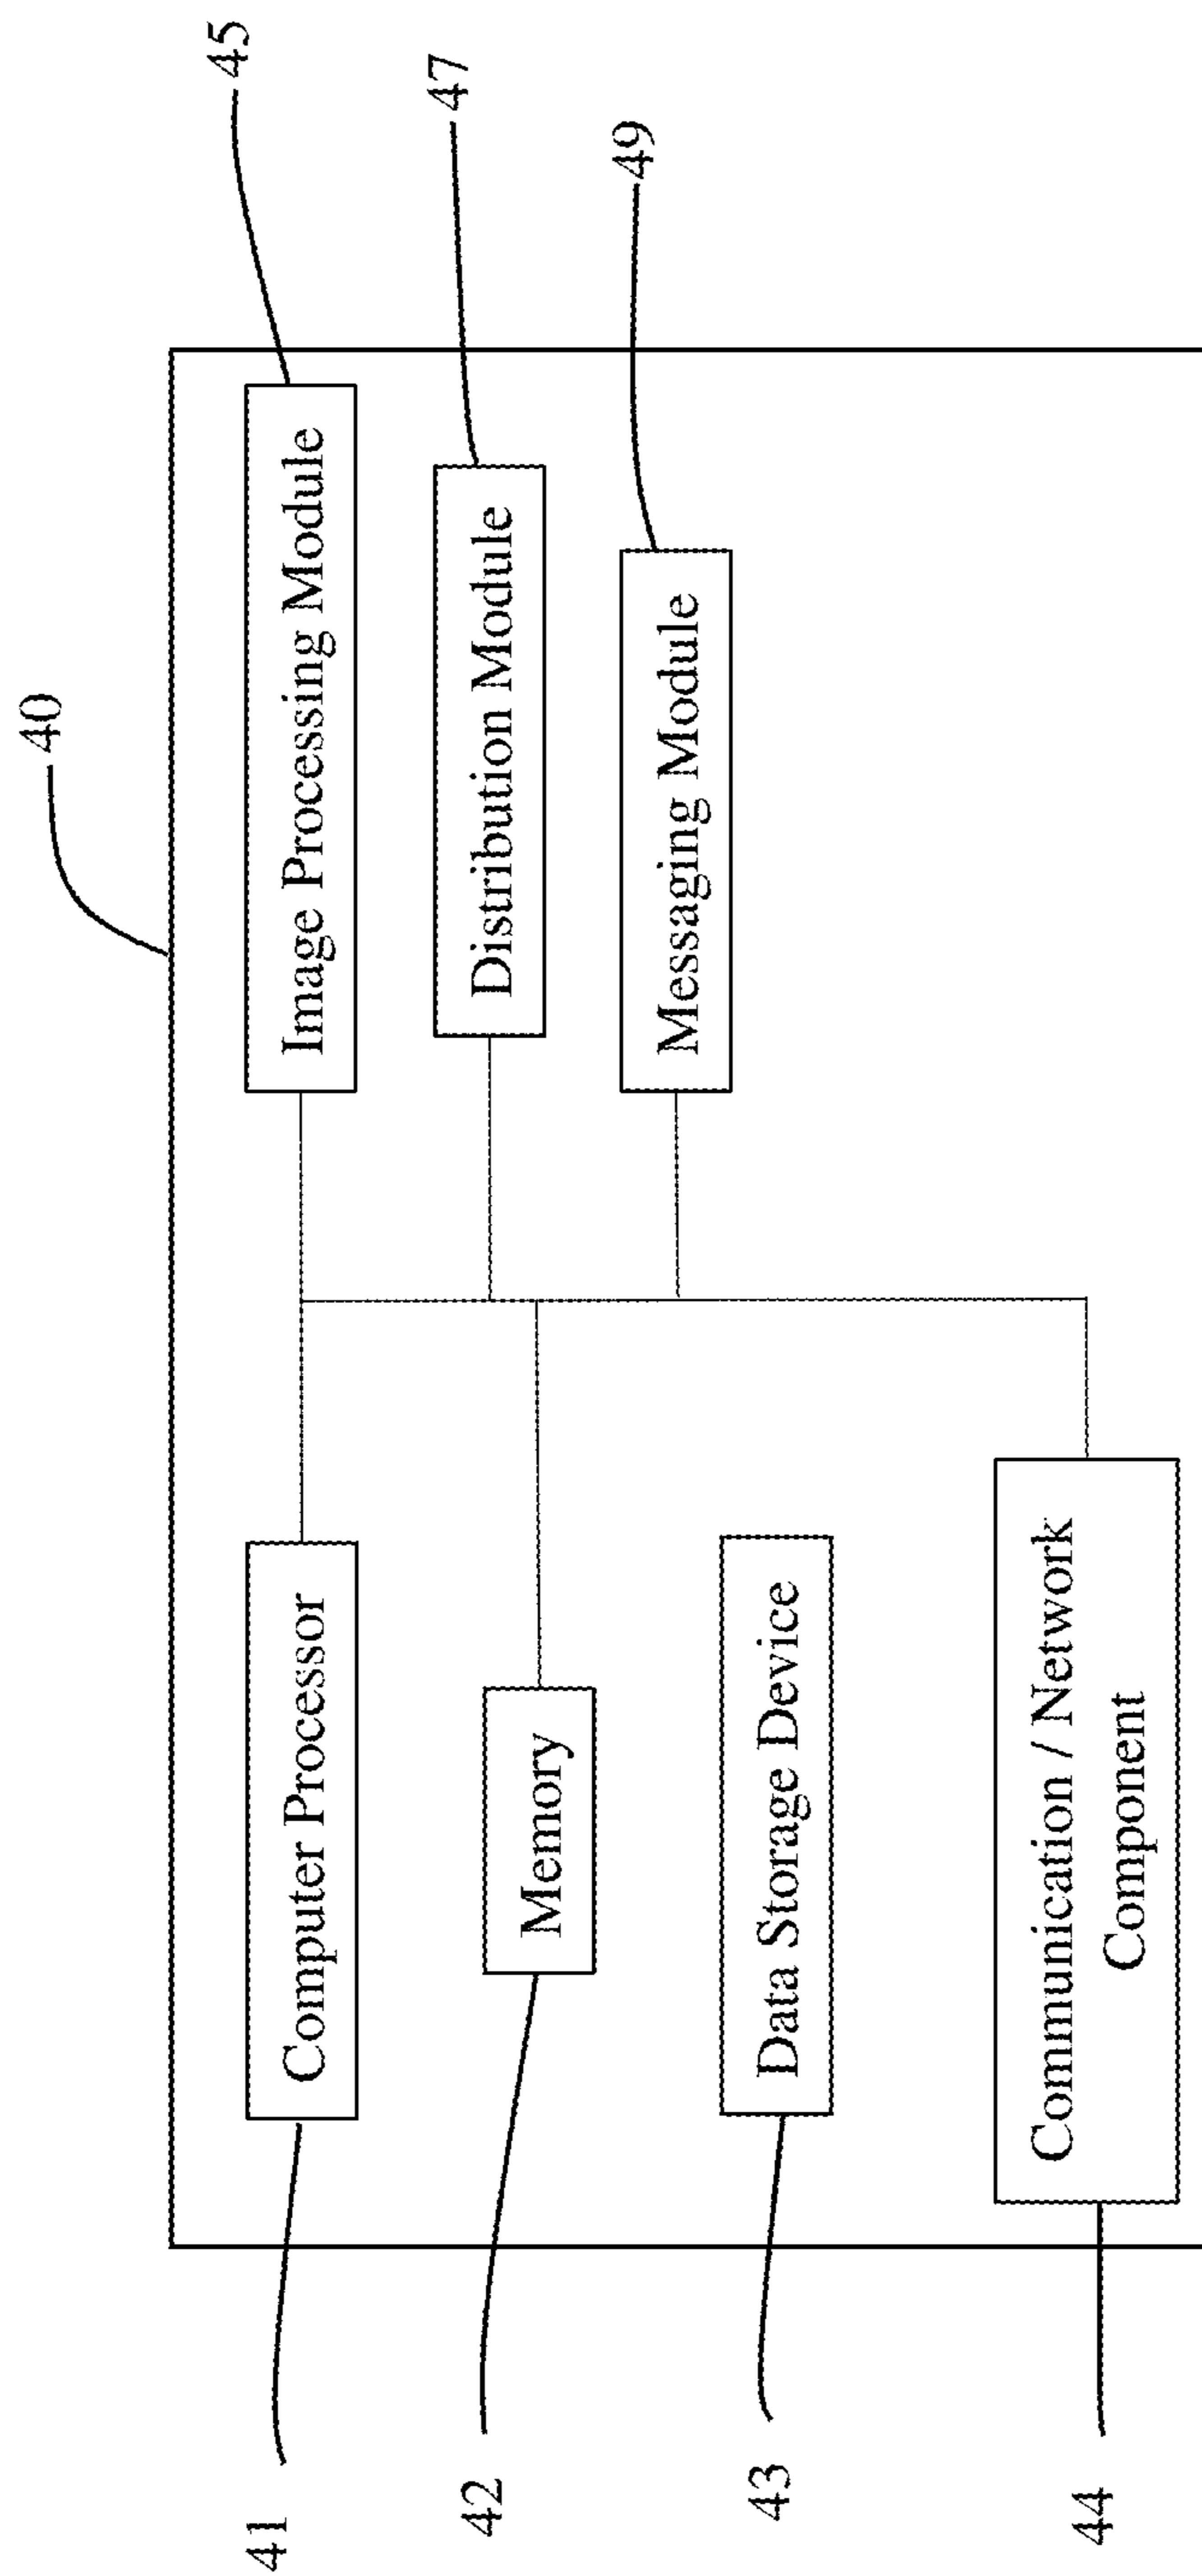 40
41
Computer Processor
Image Processing Module
45
42
Memory
Distribution Module
47
43
Data Storage Device
Messaging Module
49
44
Communication / Network
Component